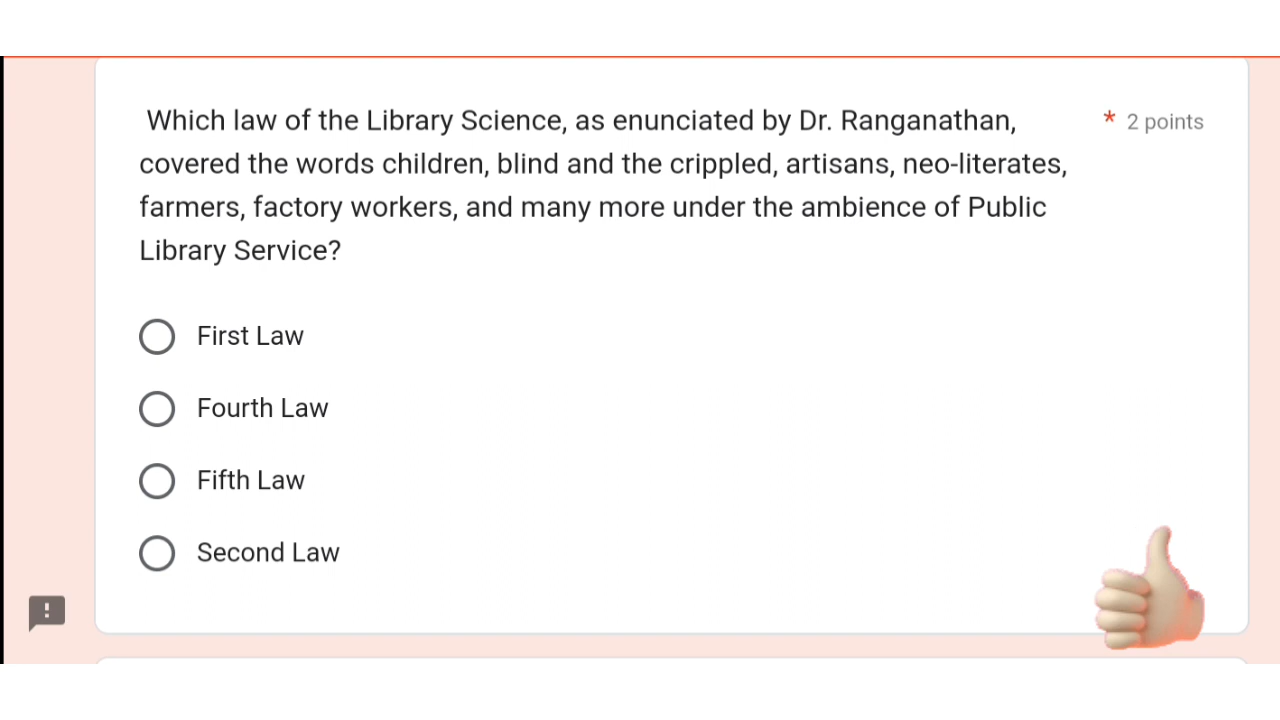 Which law of the Library Science, as enunciated by Dr. Ranganathan,
* 2 points
covered the words children, blind and the crippled, artisans, neo-literates,
farmers, factory workers, and many more under the ambience of Public
Library Service?
First Law
Fourth Law
Fifth Law
Second Law